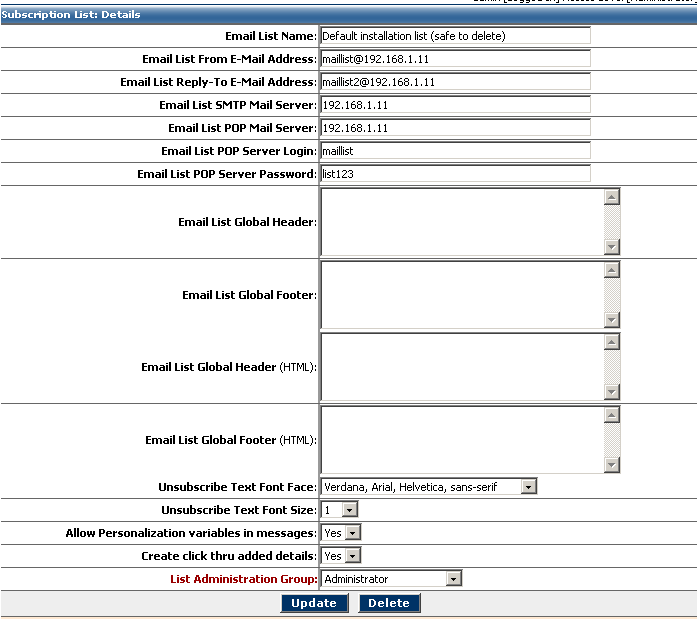 Subscription List: Details
Email List Name: Default installation list (safe to delete)
Email List From E-Mail Address: maillist@192.168.1.11
Email List Reply-To E-Mail Address: maillist2@192.168.1.11
Email List SMTP Mail Server: 192.168.1.11
Email List POP Mail Server: 192.168.1.11
Email List POP Server Login: maillist
Email List POP Server Password: list123
Email List Global Header:
Email List Global Footer:
Email List Global Header (HTML):
Email List Global Footer (HTML):
Unsubscribe Text Font Face: Verdana, Arial, Helvetica, sans-serif
Unsubscribe Text Font Size: 1
Allow Personalization variables in messages: Yes
Create click thru added details: Yes
List Administration Group: Administrator
Update Delete